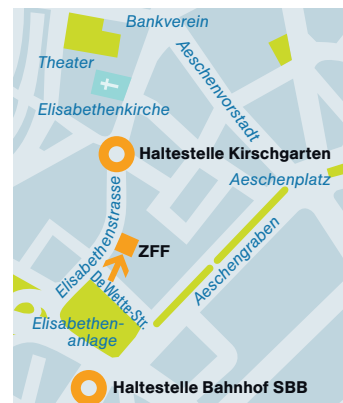 Bankverein
Theater
Aeschenvorstadt
Elisabethenkirche
Haltestelle Kirschgarten
Aeschenplatz
Elisabethenstrasse
ZFF
Aeschengraben
De Wette-Str.
Elisabethen-
anlage
Haltestelle Bahnhof SBB